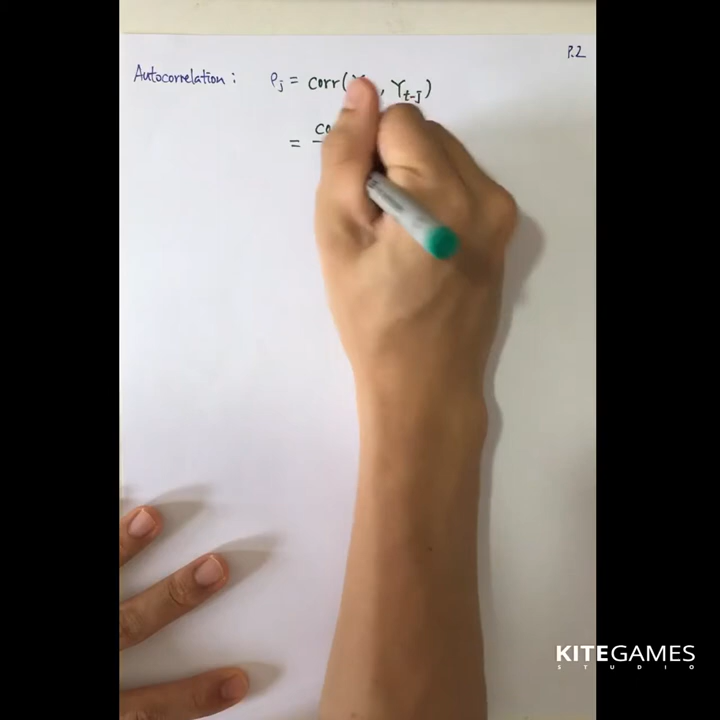 P.2
Autocorrelation: ρⱼ = corr( , Yₜ₋ⱼ)
=
KITEGAMES
STUDIO